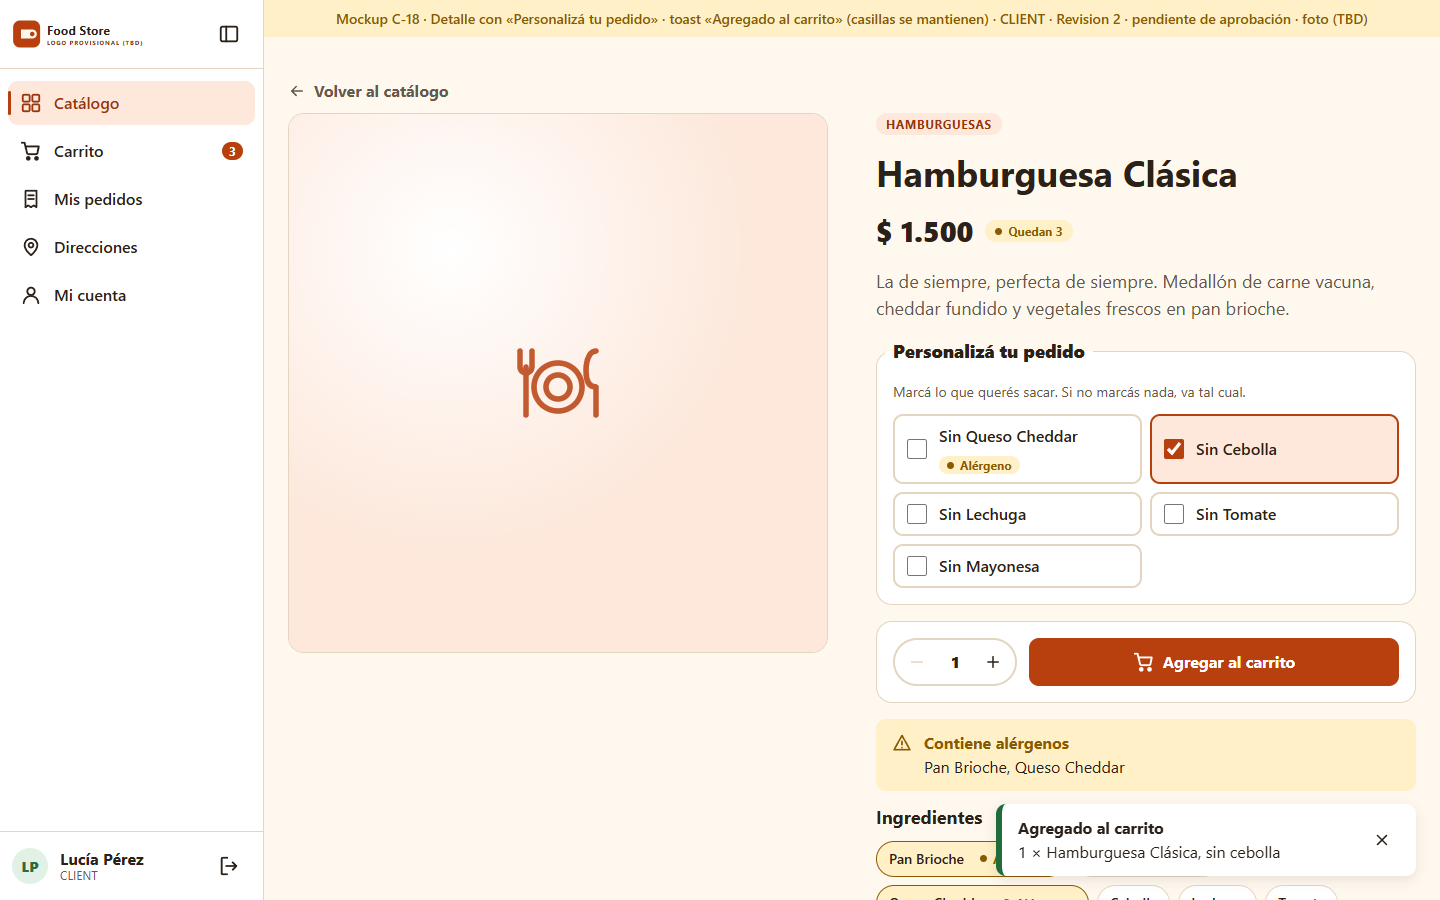 Food Store
LOGO PROVISIONAL (TBD)
Catálogo
Carrito
3
Mis pedidos
Direcciones
Mi cuenta
LP
Lucía Pérez
CLIENT
Mockup C-18 · Detalle con «Personalizá tu pedido» · toast «Agregado al carrito» (casillas se mantienen) · CLIENT · Revision 2 · pendiente de aprobación · foto (TBD)
Volver al catálogo
HAMBURGUESAS
Hamburguesa Clásica
$ 1.500
Quedan 3
La de siempre, perfecta de siempre. Medallón de carne vacuna,
cheddar fundido y vegetales frescos en pan brioche.
Personalizá tu pedido
Marcá lo que querés sacar. Si no marcás nada, va tal cual.
Sin Queso Cheddar
Alérgeno
Sin Cebolla
Sin Lechuga
Sin Tomate
Sin Mayonesa
1
Agregar al carrito
Contiene alérgenos
Pan Brioche, Queso Cheddar
Ingredientes
Pan Brioche
Agregado al carrito
1 × Hamburguesa Clásica, sin cebolla